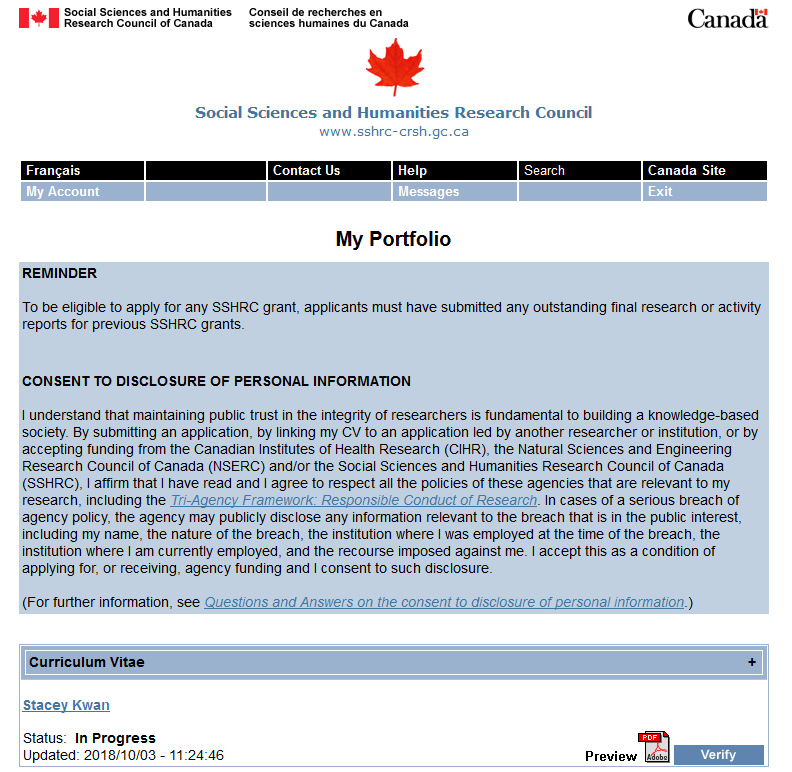 Social Sciences and Humanities
Research Council of Canada
Conseil de recherches en
sciences humaines du Canada
Canada
Social Sciences and Humanities Research Council
www.sshrc-crsh.gc.ca
Français Contact Us Help Search Canada Site
My Account Messages Exit
My Portfolio
REMINDER
To be eligible to apply for any SSHRC grant, applicants must have submitted any outstanding final research or activity
reports for previous SSHRC grants.
CONSENT TO DISCLOSURE OF PERSONAL INFORMATION
I understand that maintaining public trust in the integrity of researchers is fundamental to building a knowledge-based
society. By submitting an application, by linking my CV to an application led by another researcher or institution, or by
accepting funding from the Canadian Institutes of Health Research (CIHR), the Natural Sciences and Engineering
Research Council of Canada (NSERC) and/or the Social Sciences and Humanities Research Council of Canada
(SSHRC), I affirm that I have read and I agree to respect all the policies of these agencies that are relevant to my
research, including the Tri-Agency Framework: Responsible Conduct of Research. In cases of a serious breach of
agency policy, the agency may publicly disclose any information relevant to the breach that is in the public interest,
including my name, the nature of the breach, the institution where I was employed at the time of the breach, the
institution where I am currently employed, and the recourse imposed against me. I accept this as a condition of
applying for, or receiving, agency funding and I consent to such disclosure.
(For further information, see Questions and Answers on the consent to disclosure of personal information.)
Curriculum Vitae +
Stacey Kwan
Status: In Progress
Updated: 2018/10/03 - 11:24:46
Preview PDF Adobe Verify